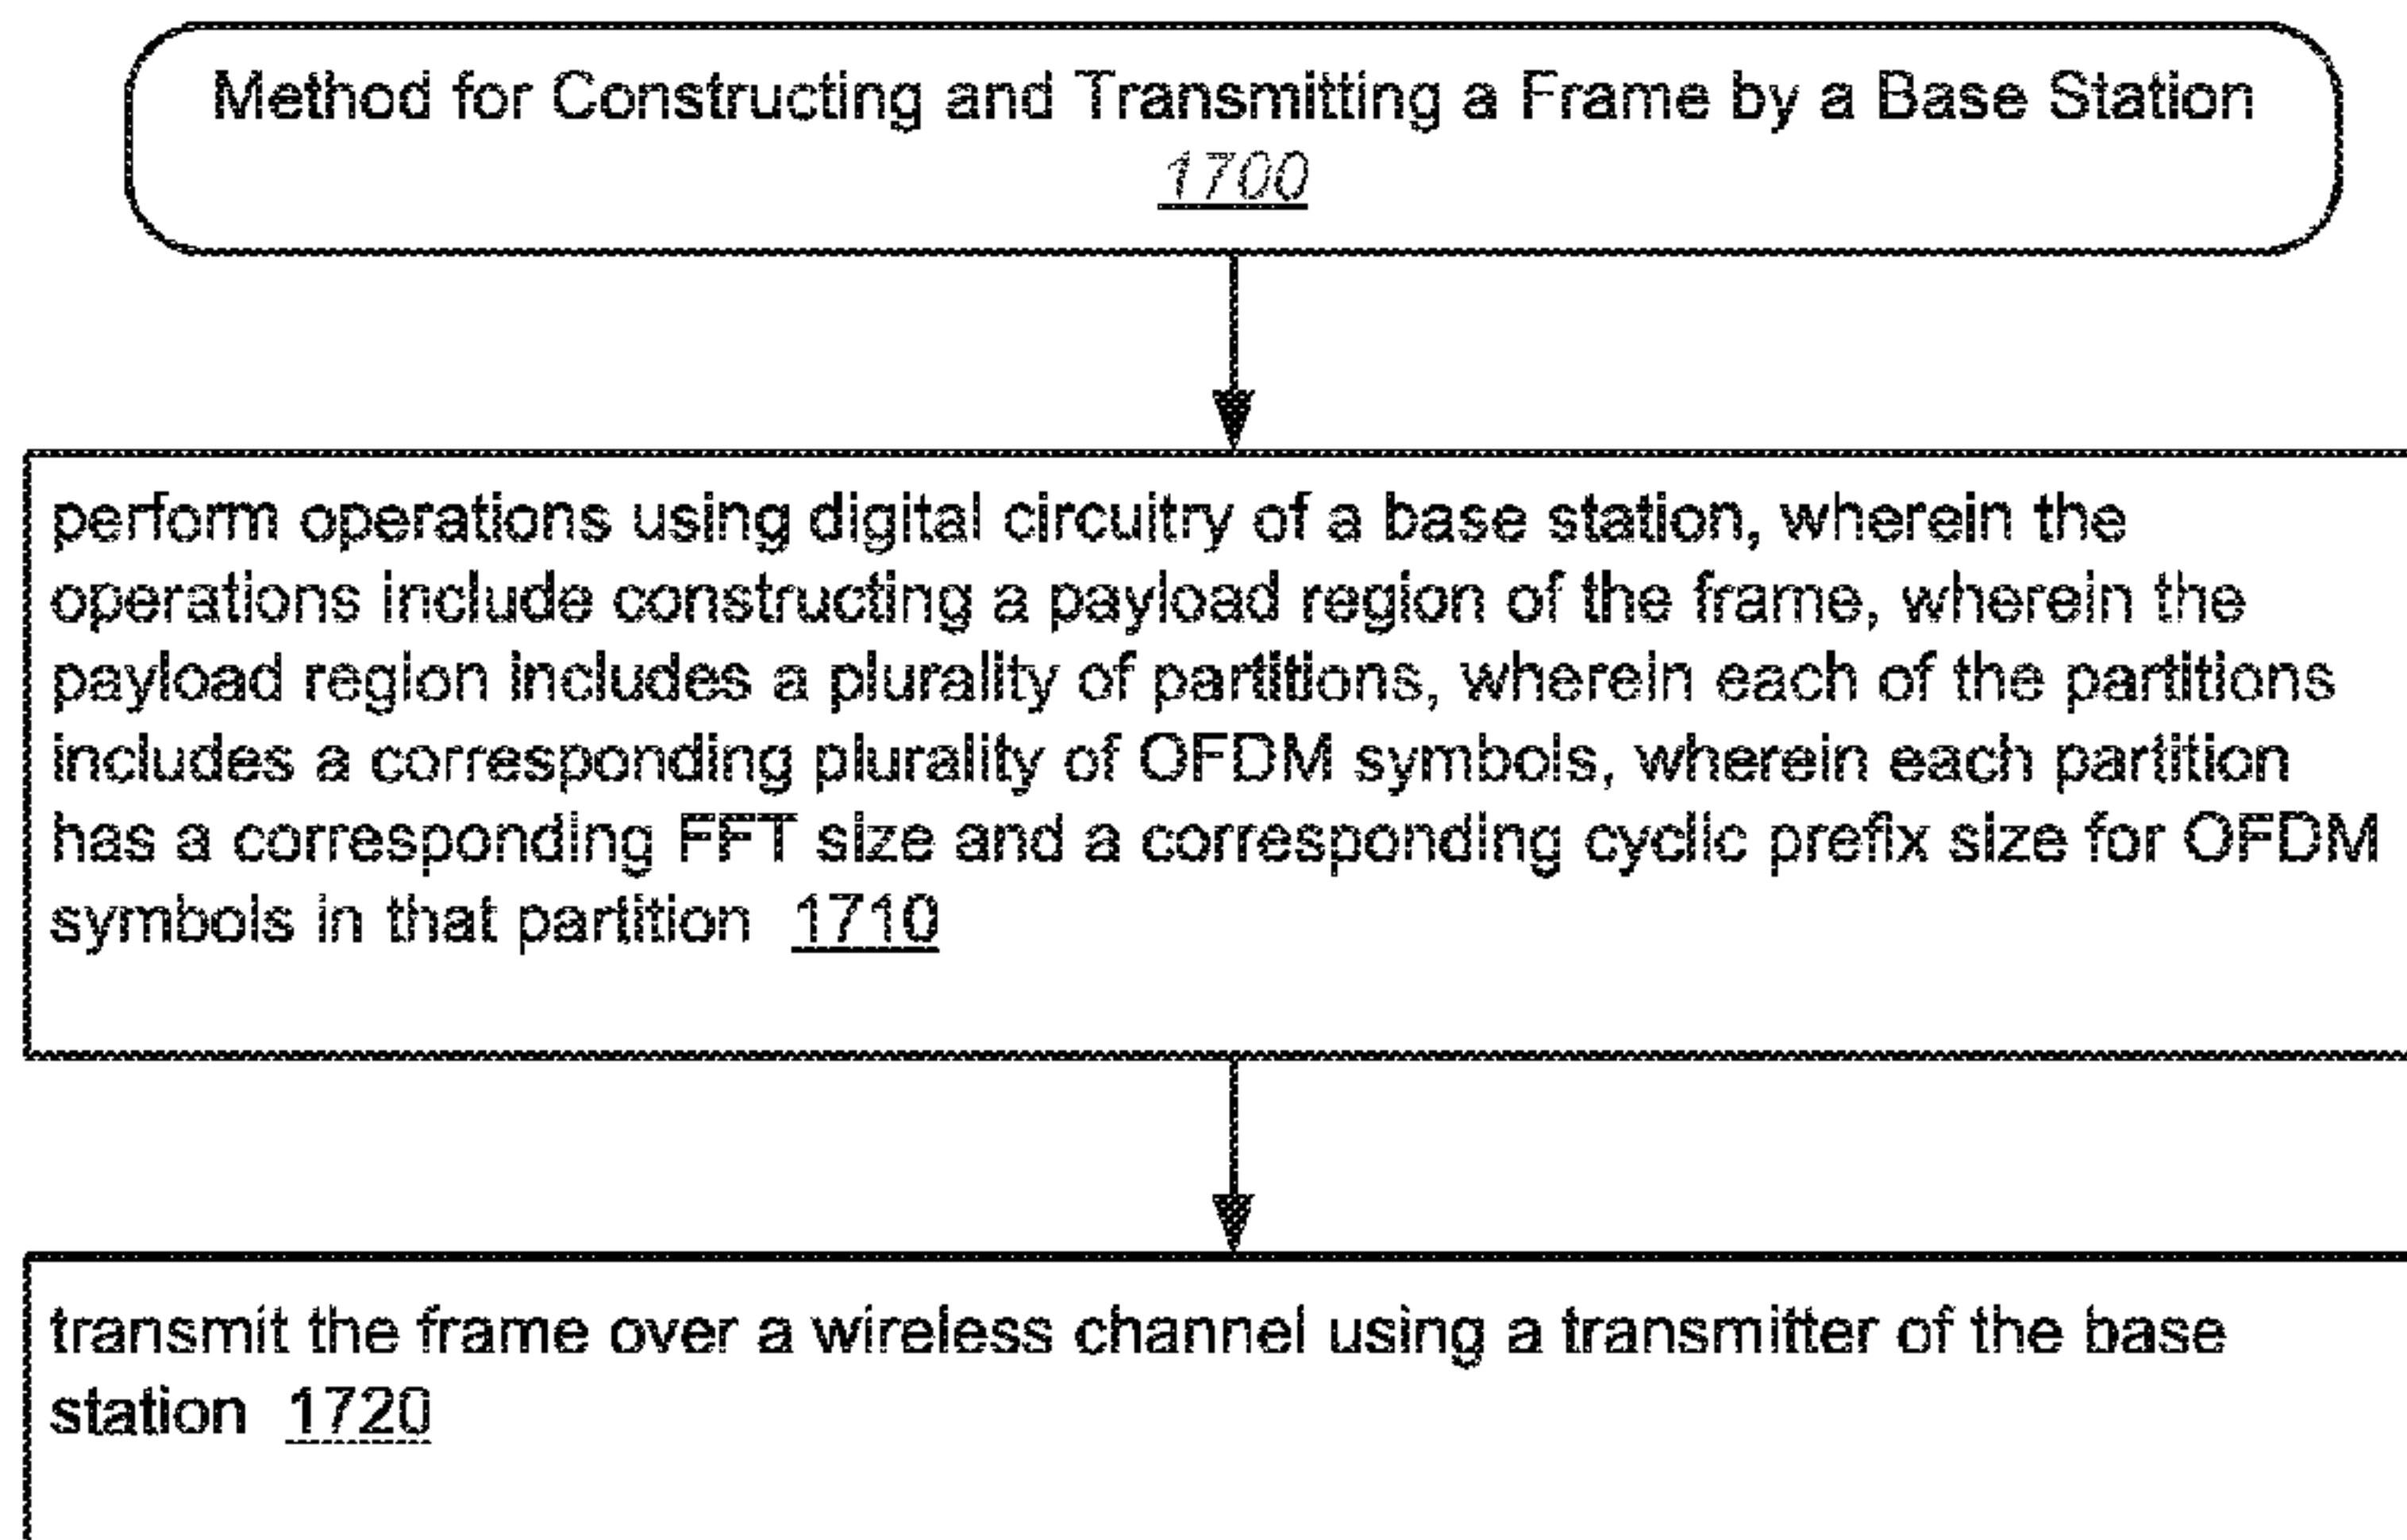 Method for Constructing and Transmitting a Frame by a Base Station
1700
perform operations using digital circuitry of a base station, wherein the
operations include constructing a payload region of the frame, wherein the
payload region includes a plurality of partitions, wherein each of the partitions
includes a corresponding plurality of OFDM symbols, wherein each partition
has a corresponding FFT size and a corresponding cyclic prefix size for OFDM
symbols in that partition 1710
transmit the frame over a wireless channel using a transmitter of the base
station 1720